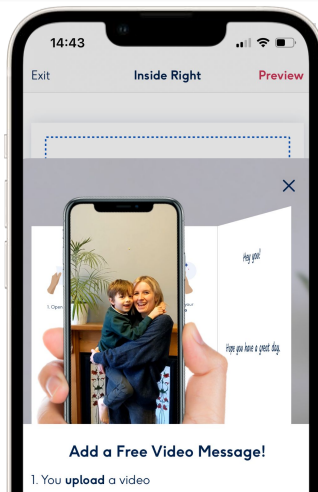 14:43
Exit Inside Right Preview
Hey you!
1. Open
your
Hope you have a great day,
Add a Free Video Message!
1. You upload a video